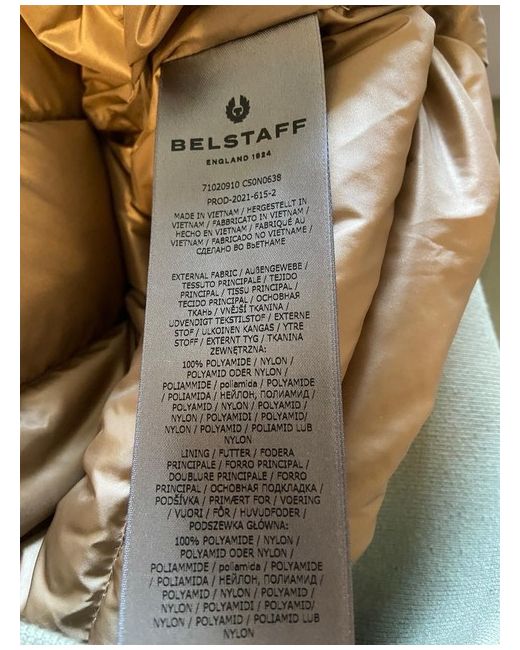 BELSTAFF
ENGLAND 1924
71020910 C50N0638
PROD-2021-615-2
MADE IN VIETNAM / HERGESTELLT IN
VIETNAM / FABBRICATO IN VIETNAM /
HECHO EN VIETNAM / FABRIQUÉ AU
VIETNAM / FABRICADO NO VIETNAME /
СДЕЛАНО ВО ВЬЕТНАМЕ
EXTERNAL FABRIC / AUßENGEWEBE /
TESSUTO PRINCIPALE / TEJIDO
PRINCIPAL / TISSU PRINCIPAL /
TECIDO PRINCIPAL / ОСНОВНАЯ
ТКАНЬ / VNĚJŠÍ TKANINA /
UDVENDIGT TEKSTILSTOF / EXTERNE
STOF / ULKOINEN KANGAS / YTRE
STOFF / EXTERNT TYG / TKANINA
ZEWNĘTRZNA:
100% POLYAMIDE / NYLON /
POLYAMID ODER NYLON /
POLIAMMIDE / poliamida / POLYAMIDE
/ POLIAMIDA / НЕЙЛОН, ПОЛИАМИД /
POLYAMID / NYLON / POLYAMID /
NYLON / POLYAMIDI / POLYAMID/
NYLON / POLYAMID / POLIAMID LUB
NYLON
LINING / FUTTER / FODERA
PRINCIPALE / FORRO PRINCIPAL /
DOUBLURE PRINCIPALE / FORRO
PRINCIPAL / ОСНОВНАЯ ПОДКЛАДКА /
PODŠÍVKA / PRIMÆRT FOR / VOERING
/ VUORI / FÔR / HUVUDFODER /
PODSZEWKA GŁÓWNA:
100% POLYAMIDE / NYLON /
POLYAMID ODER NYLON /
POLIAMMIDE / poliamida / POLYAMIDE
/ POLIAMIDA / НЕЙЛОН, ПОЛИАМИД /
POLYAMID / NYLON / POLYAMID /
NYLON / POLYAMIDI / POLYAMID/
NYLON / POLYAMID / POLIAMID LUB
NYLON